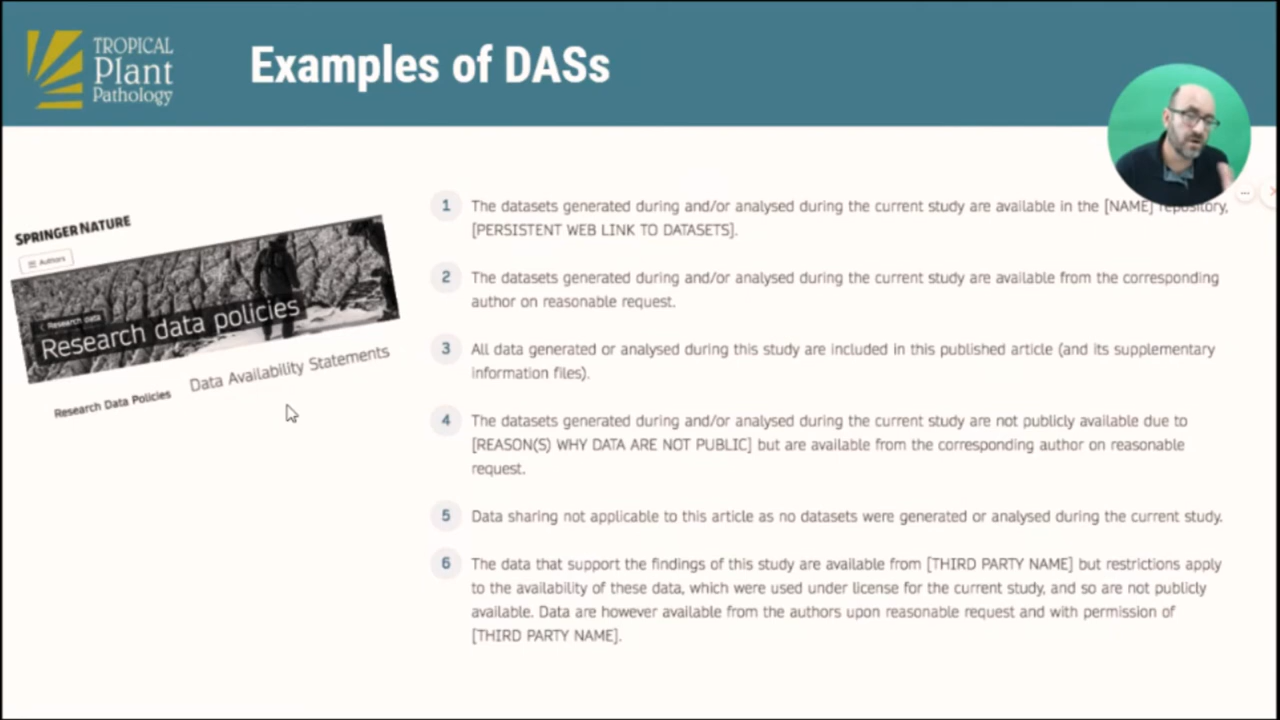 TROPICAL
Plant
Pathology
Examples of DASs
SPRINGER NATURE
Authors
Research data
Research data policies
Research Data Policies
Data Availability Statements
1 The datasets generated during and/or analysed during the current study are available in the [NAME] repository,
[PERSISTENT WEB LINK TO DATASETS].
2 The datasets generated during and/or analysed during the current study are available from the corresponding
author on reasonable request.
3 All data generated or analysed during this study are included in this published article (and its supplementary
information files).
4 The datasets generated during and/or analysed during the current study are not publicly available due to
[REASON(S) WHY DATA ARE NOT PUBLIC] but are available from the corresponding author on reasonable
request.
5 Data sharing not applicable to this article as no datasets were generated or analysed during the current study.
6 The data that support the findings of this study are available from [THIRD PARTY NAME] but restrictions apply
to the availability of these data, which were used under license for the current study, and so are not publicly
available. Data are however available from the authors upon reasonable request and with permission of
[THIRD PARTY NAME].